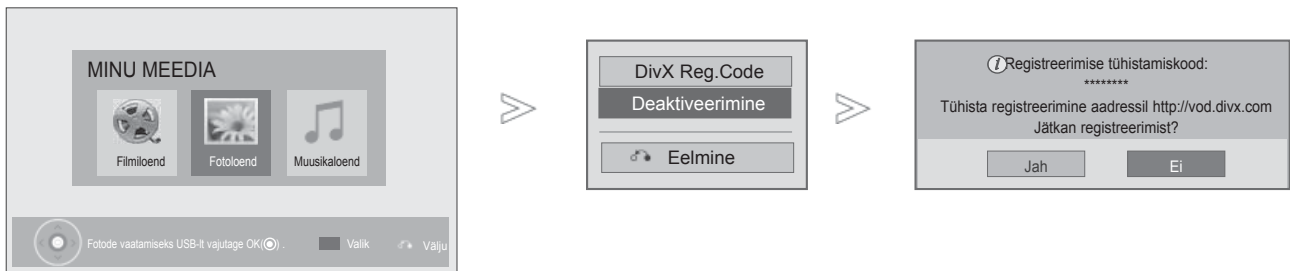 MINU MEEDIA
Filmiloend
Fotoloend
Muusikaloend
Fotode vaatamiseks USB-lt vajutage OK(◉) .
Valik
Välju
DivX Reg.Code
Deaktiveerimine
Eelmine
Registreerimise tühistamiskood:
********
Tühista registreerimine aadressil http://vod.divx.com
Jätkan registreerimist?
Jah
Ei